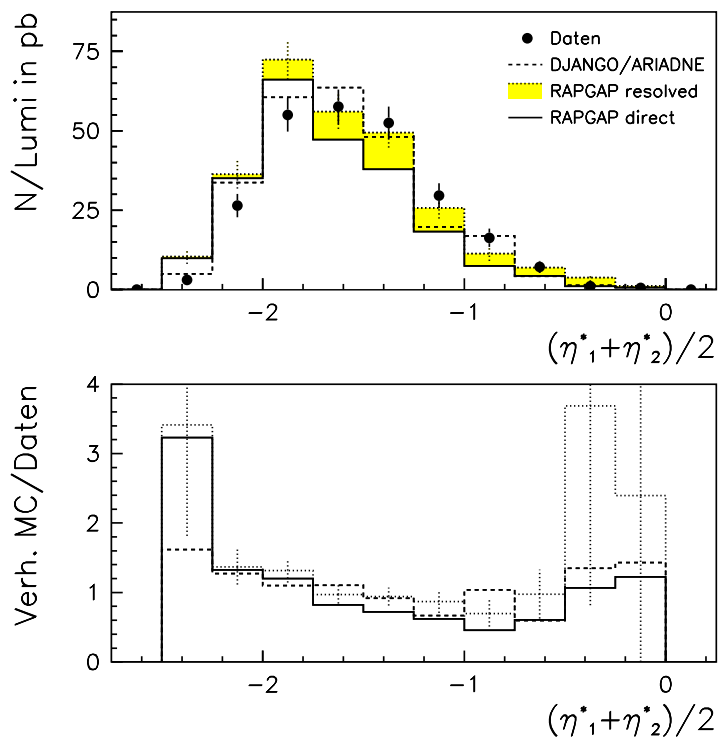 N/Lumi in pb
75
50
25
0
Daten
DJANGO/ARIADNE
RAPGAP resolved
RAPGAP direct
−2
−1
0
(η*₁+η*₂)/2
Verh. MC/Daten
4
3
2
1
0
−2
−1
0
(η*₁+η*₂)/2